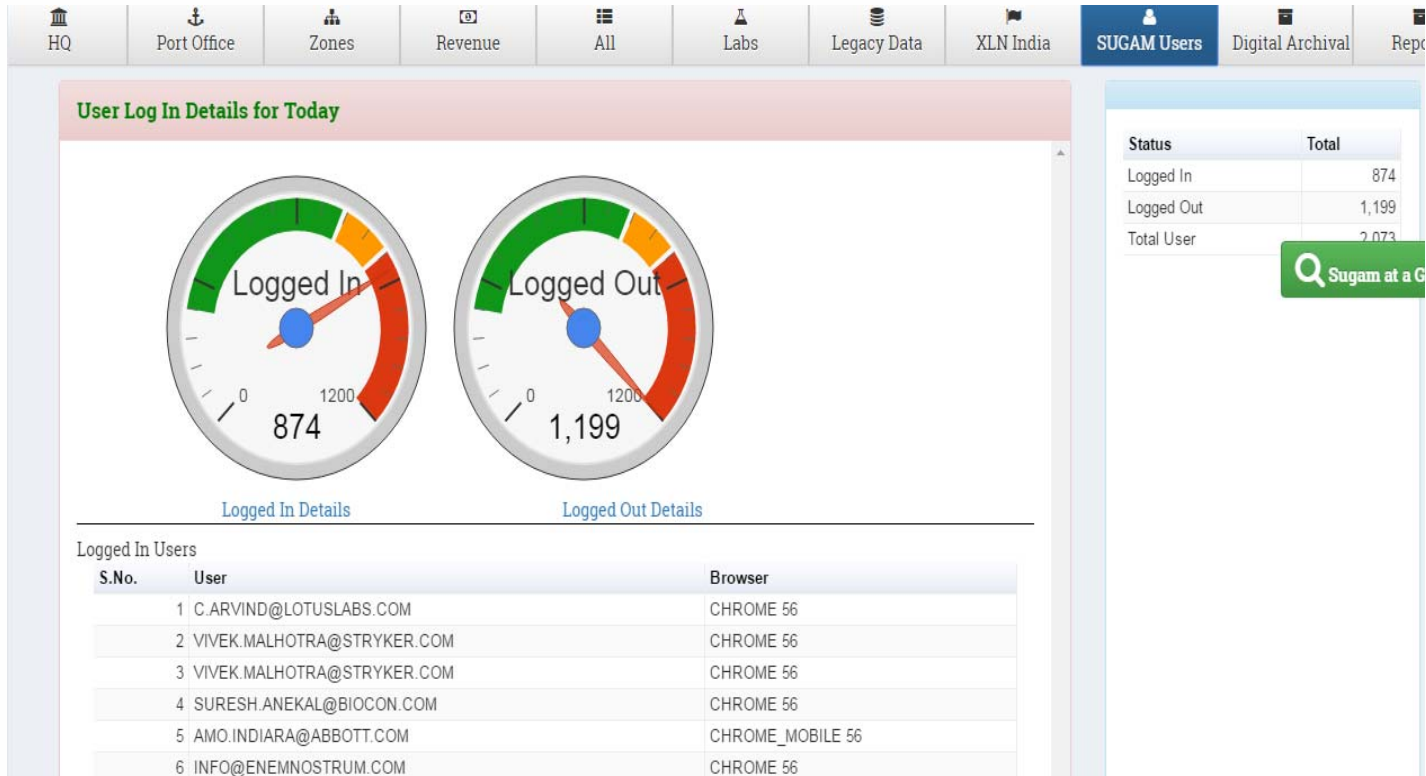 HQ Port Office Zones Revenue All Labs Legacy Data XLN India SUGAM Users Digital Archival Repo
User Log In Details for Today
Logged In
0 1200
874
Logged Out
0 1200
1,199
Logged In Details Logged Out Details
Logged In Users
S.No. User Browser
1 C.ARVIND@LOTUSLABS.COM CHROME 56
2 VIVEK.MALHOTRA@STRYKER.COM CHROME 56
3 VIVEK.MALHOTRA@STRYKER.COM CHROME 56
4 SURESH.ANEKAL@BIOCON.COM CHROME 56
5 AMO.INDIARA@ABBOTT.COM CHROME_MOBILE 56
6 INFO@ENEMNOSTRUM.COM CHROME 56
Status Total
Logged In 874
Logged Out 1,199
Total User 2,073
Sugam at a G